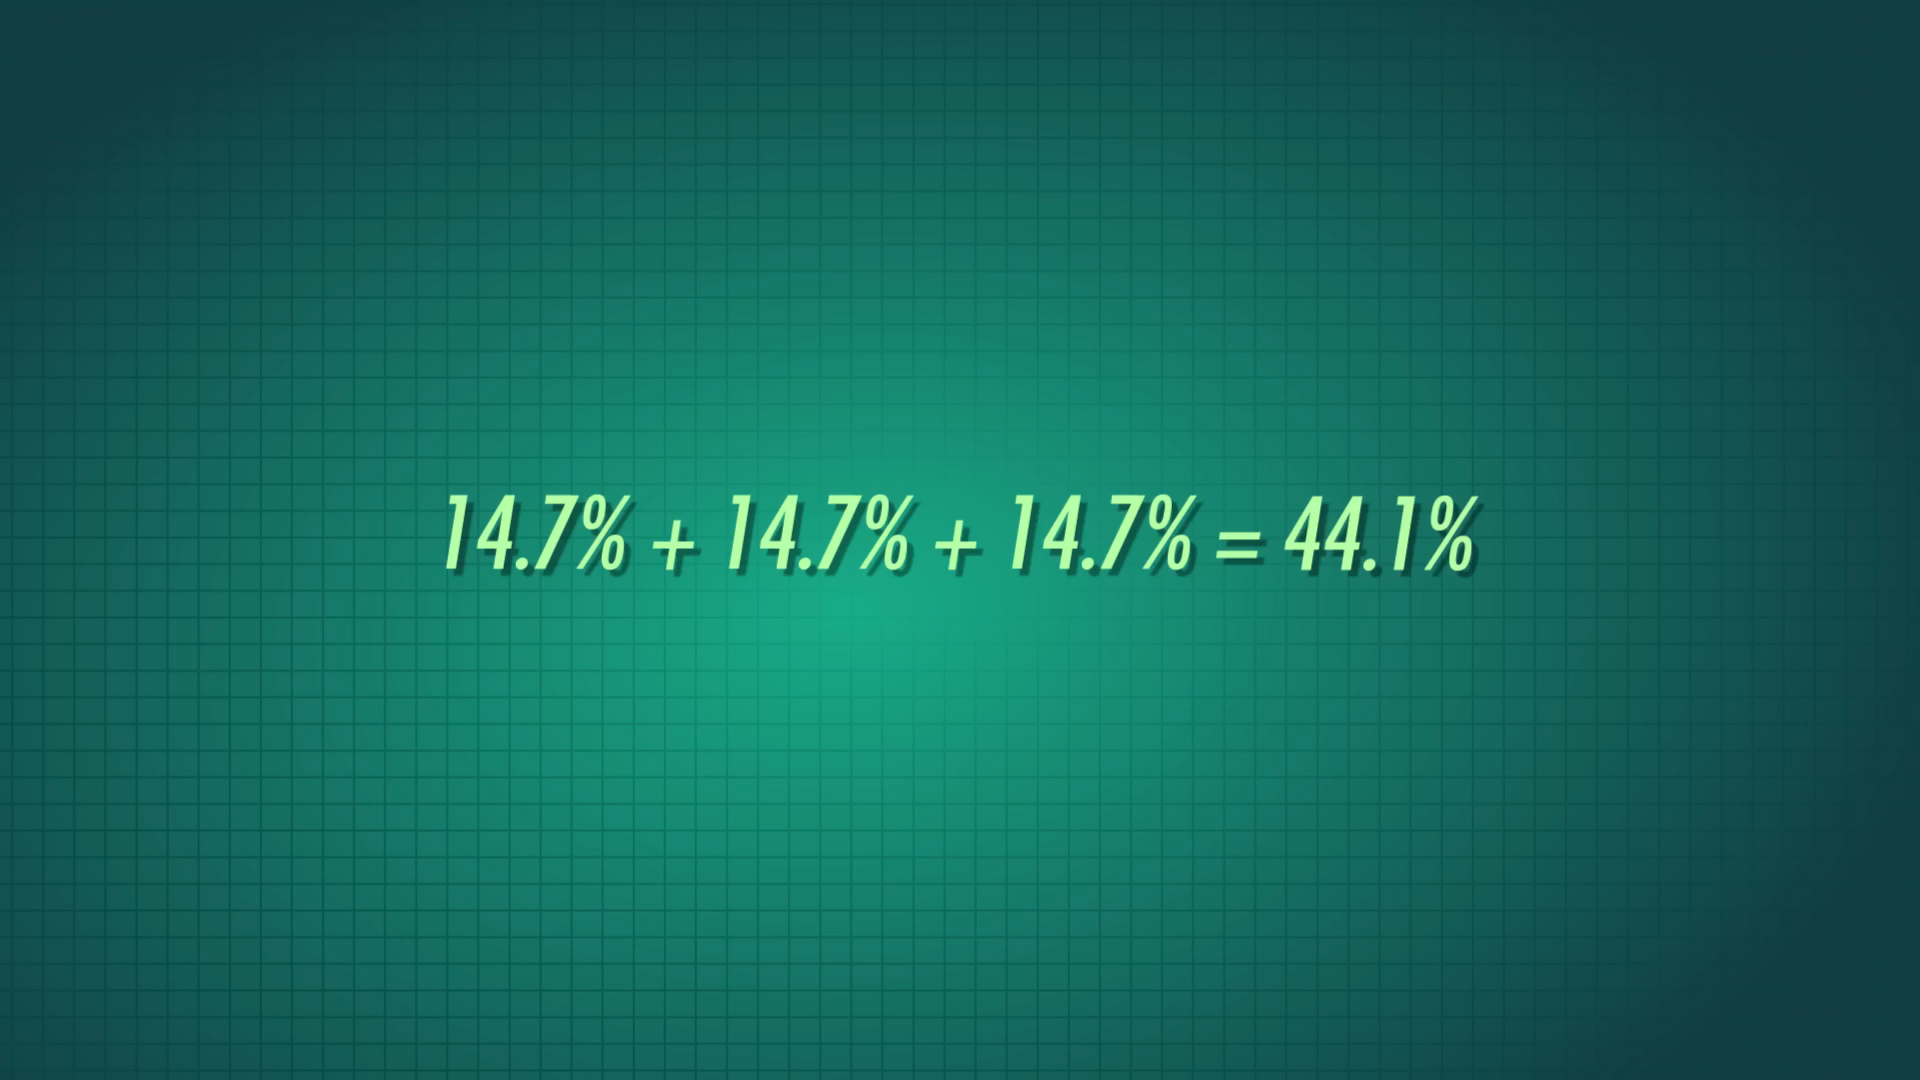 14.7% + 14.7% + 14.7% = 44.1%